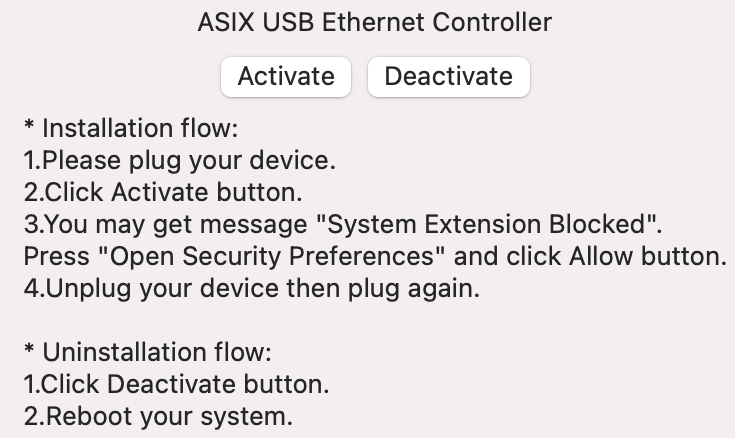 ASIX USB Ethernet Controller
Activate Deactivate
* Installation flow:
1.Please plug your device.
2.Click Activate button.
3.You may get message "System Extension Blocked".
Press "Open Security Preferences" and click Allow button.
4.Unplug your device then plug again.
* Uninstallation flow:
1.Click Deactivate button.
2.Reboot your system.